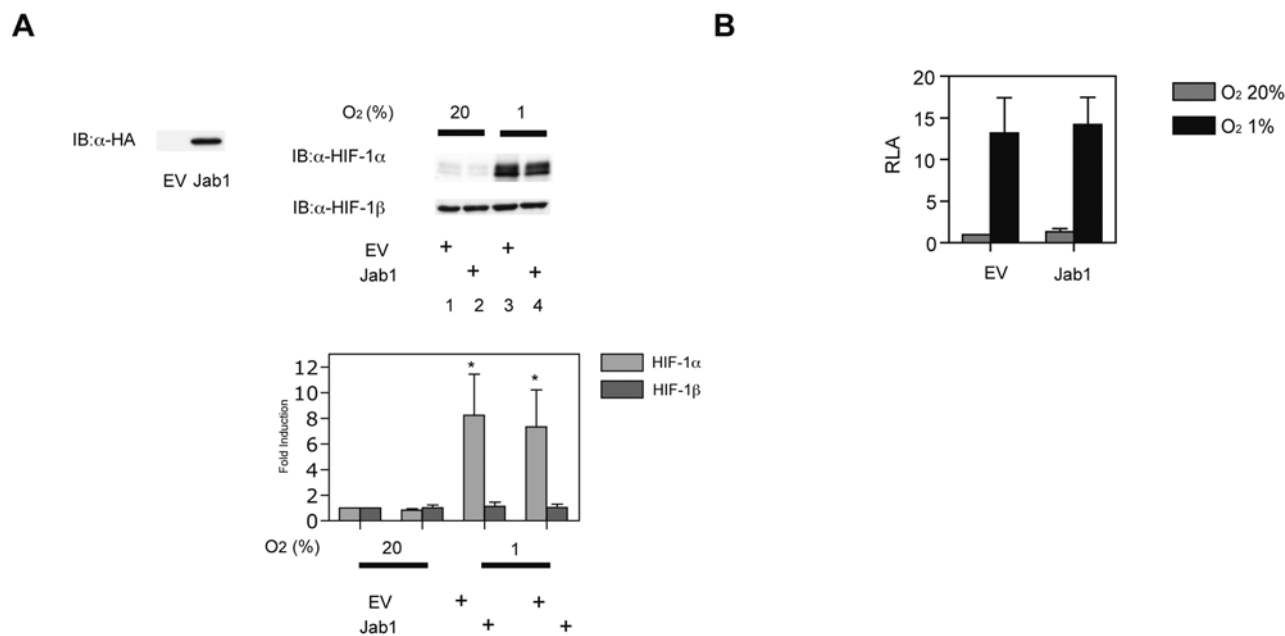 A
B
IB:α-HA
EV Jab1
O2 (%)
20
1
IB:α-HIF-1α
IB:α-HIF-1β
EV + +
Jab1 + +
1 2 3 4
Fold Induction
12
10
8
6
4
2
0
* *
HIF-1α
HIF-1β
O2 (%)
20
1
EV + +
Jab1 + +
RLA
20
15
10
5
0
EV Jab1
O2 20%
O2 1%